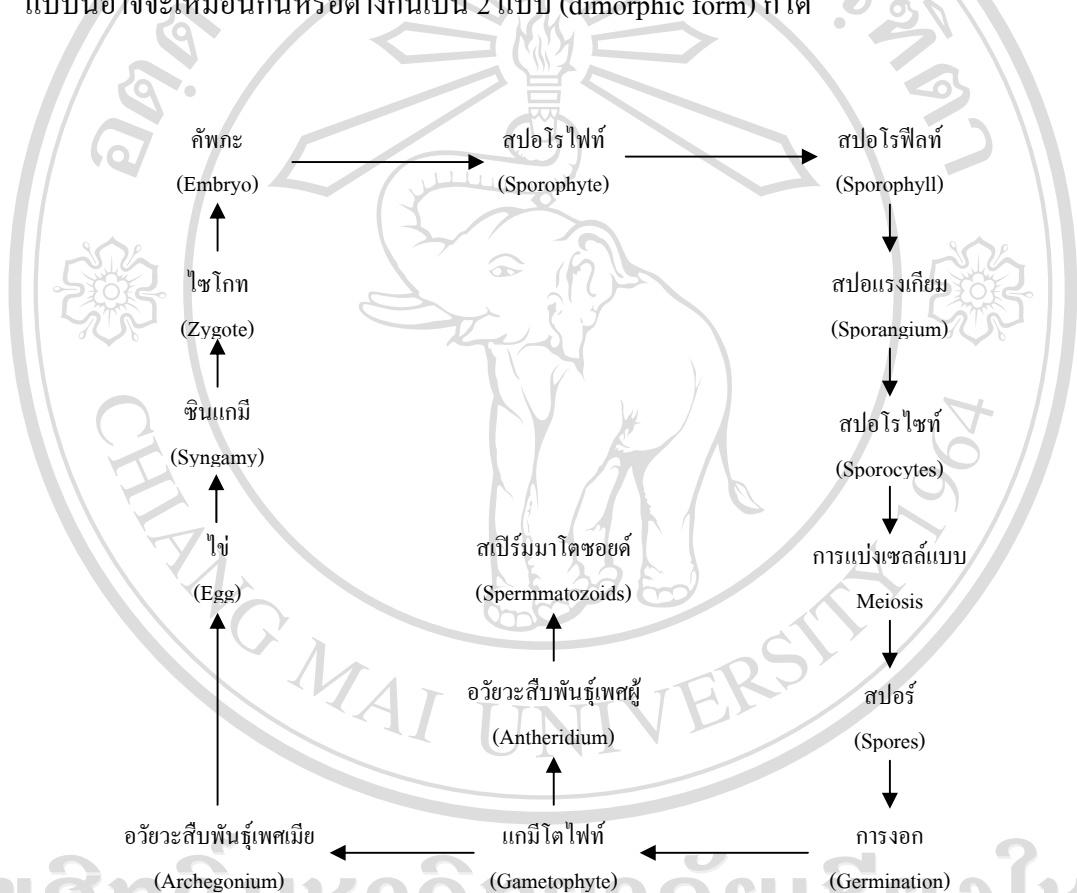 แบบนี้อาจจะเหมือนกันหรือต่างกันเป็น 2 แบบ (dimorphic form) ก็ได้
คัพภะ
(Embryo)
สปอโรไฟท์
(Sporophyte)
สปอโรฟีลท์
(Sporophyll)
ไซโกท
(Zygote)
สปอแรงเกียม
(Sporangium)
ซินแกมี
(Syngamy)
สปอโรไซท์
(Sporocytes)
ไข่
(Egg)
สเปิร์มมาโตซอยด์
(Spermmatozoids)
การแบ่งเซลล์แบบ
Meiosis
อวัยวะสืบพันธุ์เพศผู้
(Antheridium)
สปอร์
(Spores)
อวัยวะสืบพันธุ์เพศเมีย
(Archegonium)
แกมีโตไฟท์
(Gametophyte)
การงอก
(Germination)
CHIANG MAI UNIVERSITY 1964